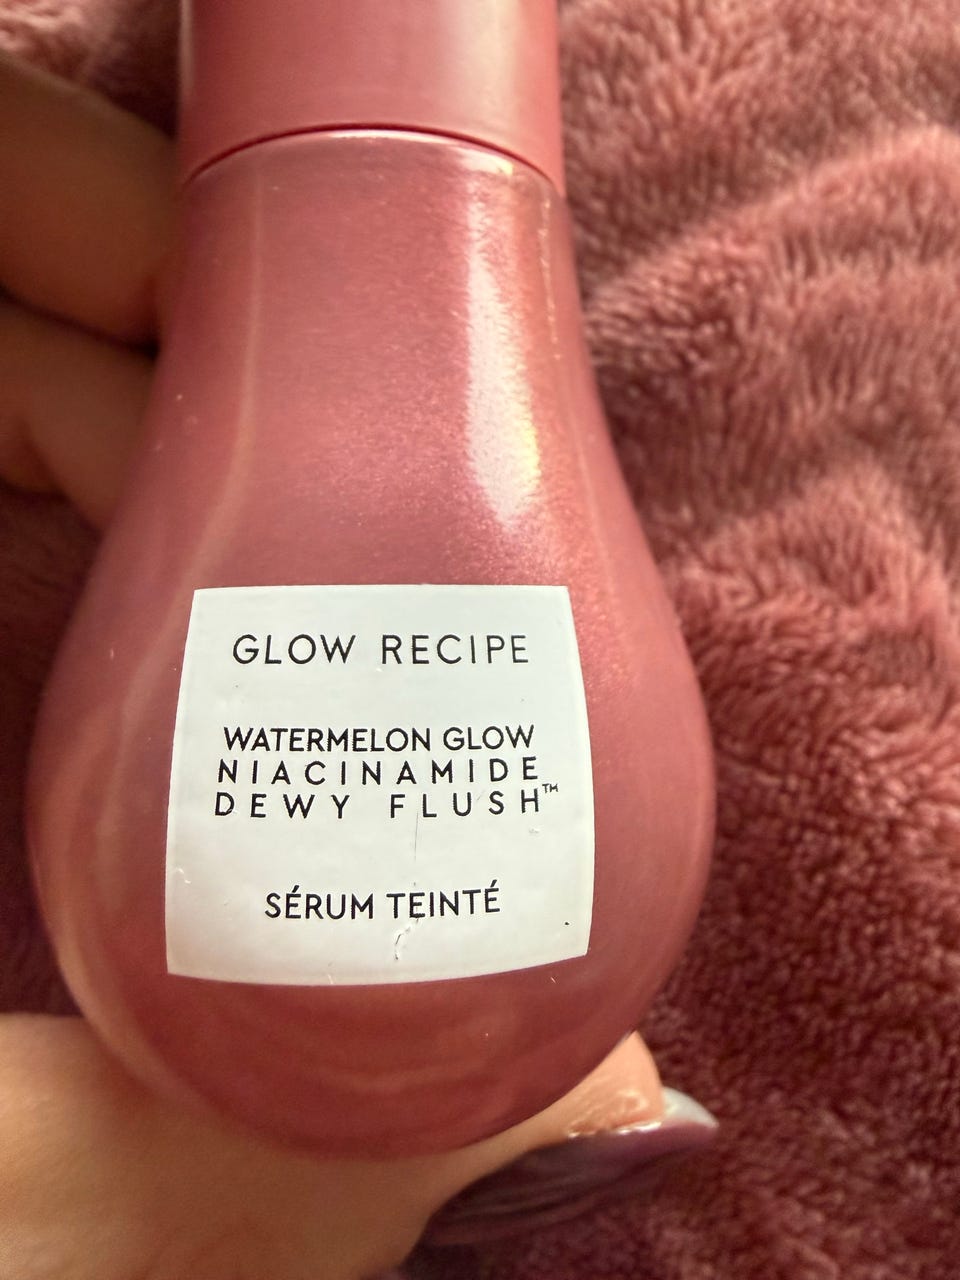 GLOW RECIPE
WATERMELON GLOW
NIACINAMIDE
DEWY FLUSH™
SÉRUM TEINTÉ